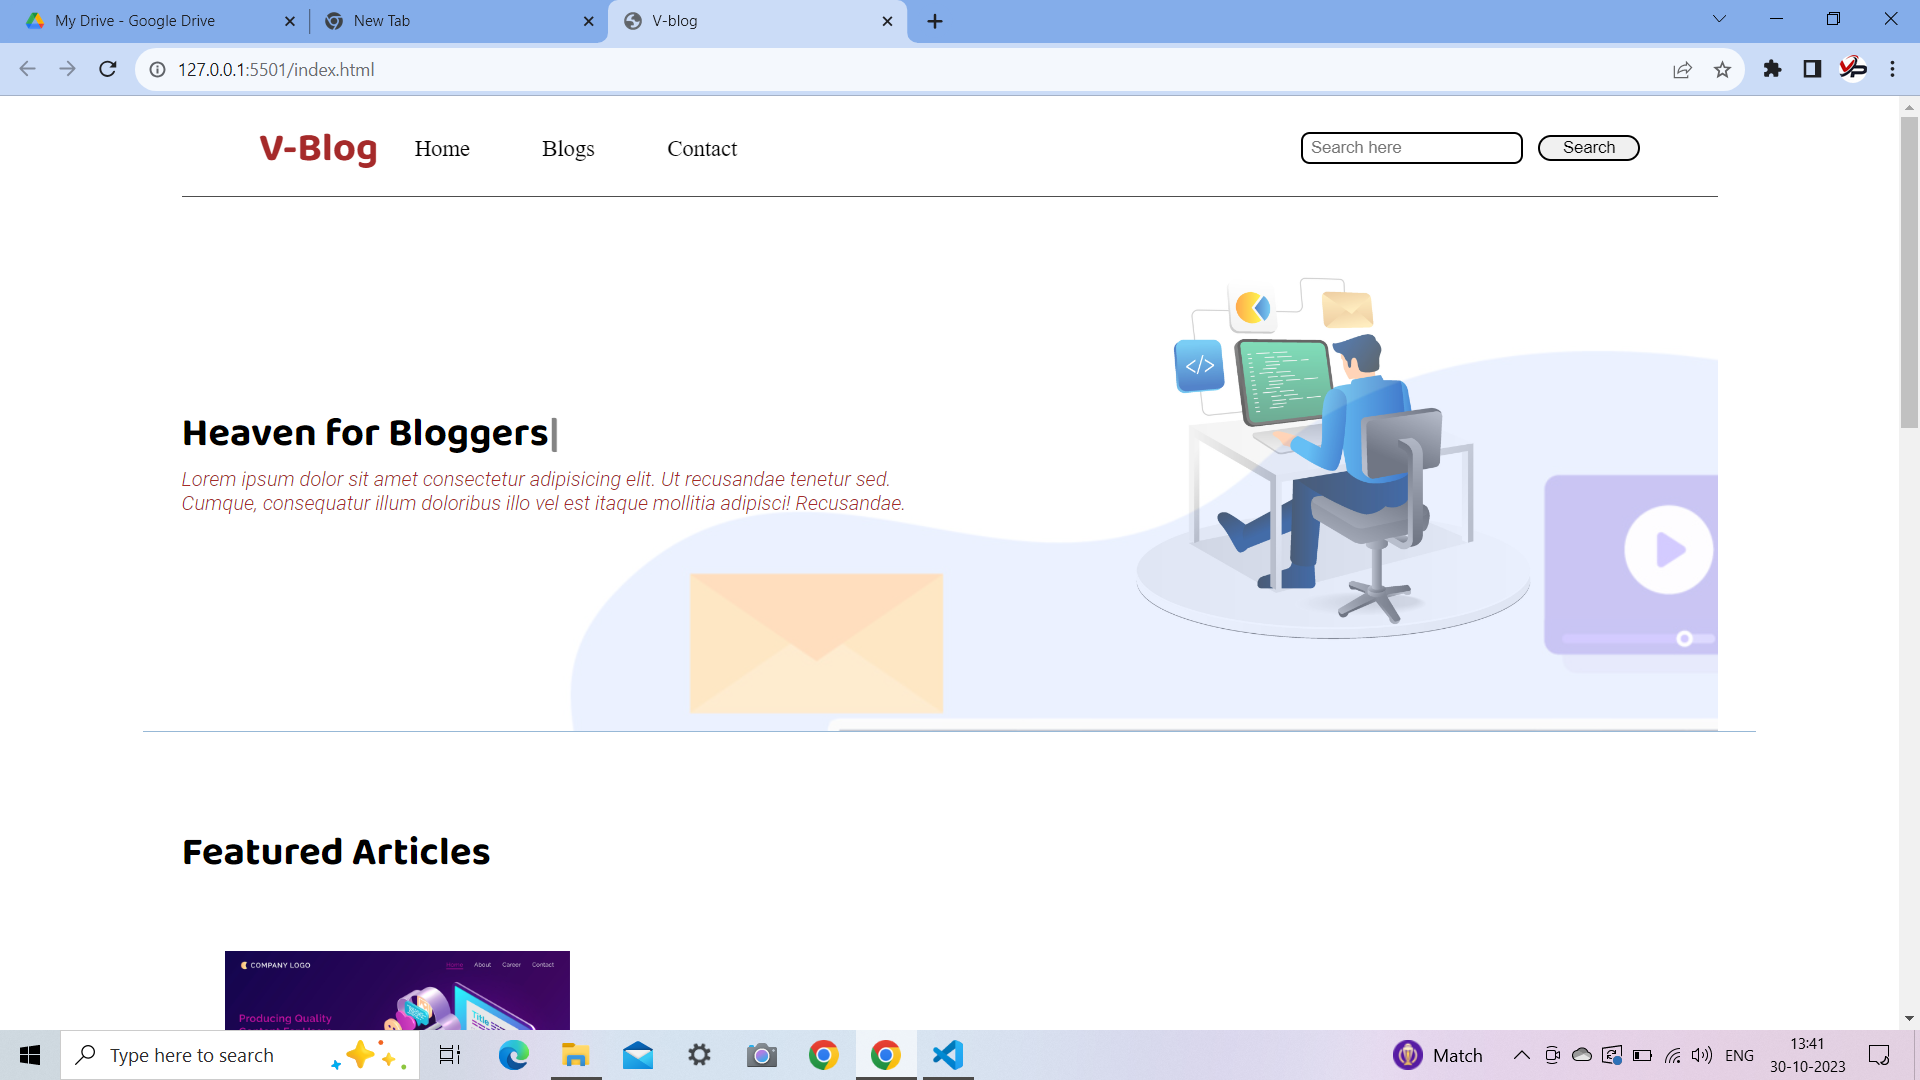 My Drive - Google Drive
New Tab
V-blog
127.0.0.1:5501/index.html
V-Blog
Home
Blogs
Contact
Search here
Search
</>
Heaven for Bloggers|
Lorem ipsum dolor sit amet consectetur adipisicing elit. Ut recusandae tenetur sed.
Cumque, consequatur illum doloribus illo vel est itaque mollitia adipisci! Recusandae.
Featured Articles
COMPANY LOGO
Home
About
Career
Contact
Producing Quality
Title
Type here to search
Match
ENG
13:41
30-10-2023